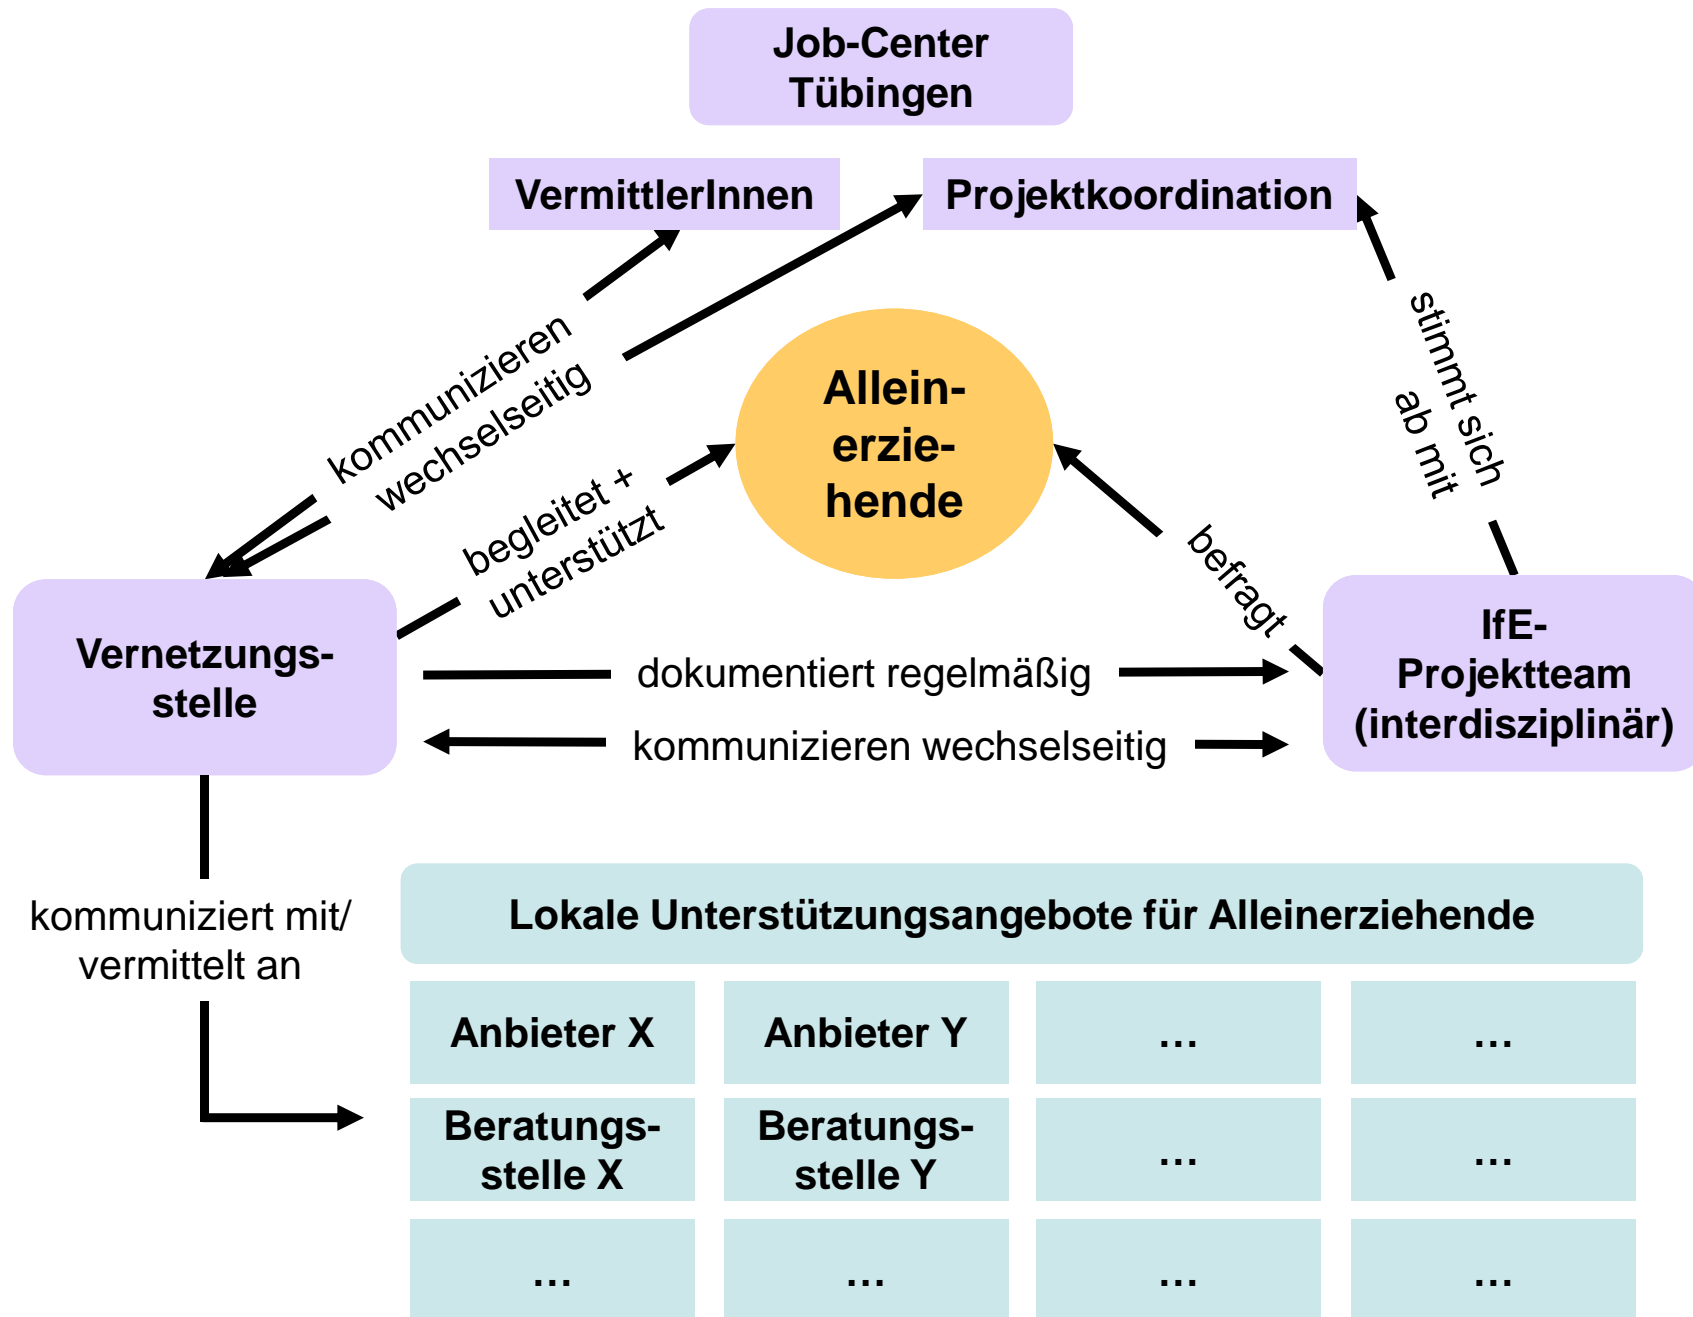 Job-Center
Tübingen
VermittlerInnen
Projektkoordination
kommunizieren
wechselseitig
stimmt sich
ab mit
Allein-
erzie-
hende
begleitet +
unterstützt
befragt
Vernetzungs-
stelle
IfE-
Projektteam
(interdisziplinär)
dokumentiert regelmäßig
kommunizieren wechselseitig
kommuniziert mit/
vermittelt an
Lokale Unterstützungsangebote für Alleinerziehende
Anbieter X
Anbieter Y
…
…
Beratungs-
stelle X
Beratungs-
stelle Y
…
…
…
…
…
…